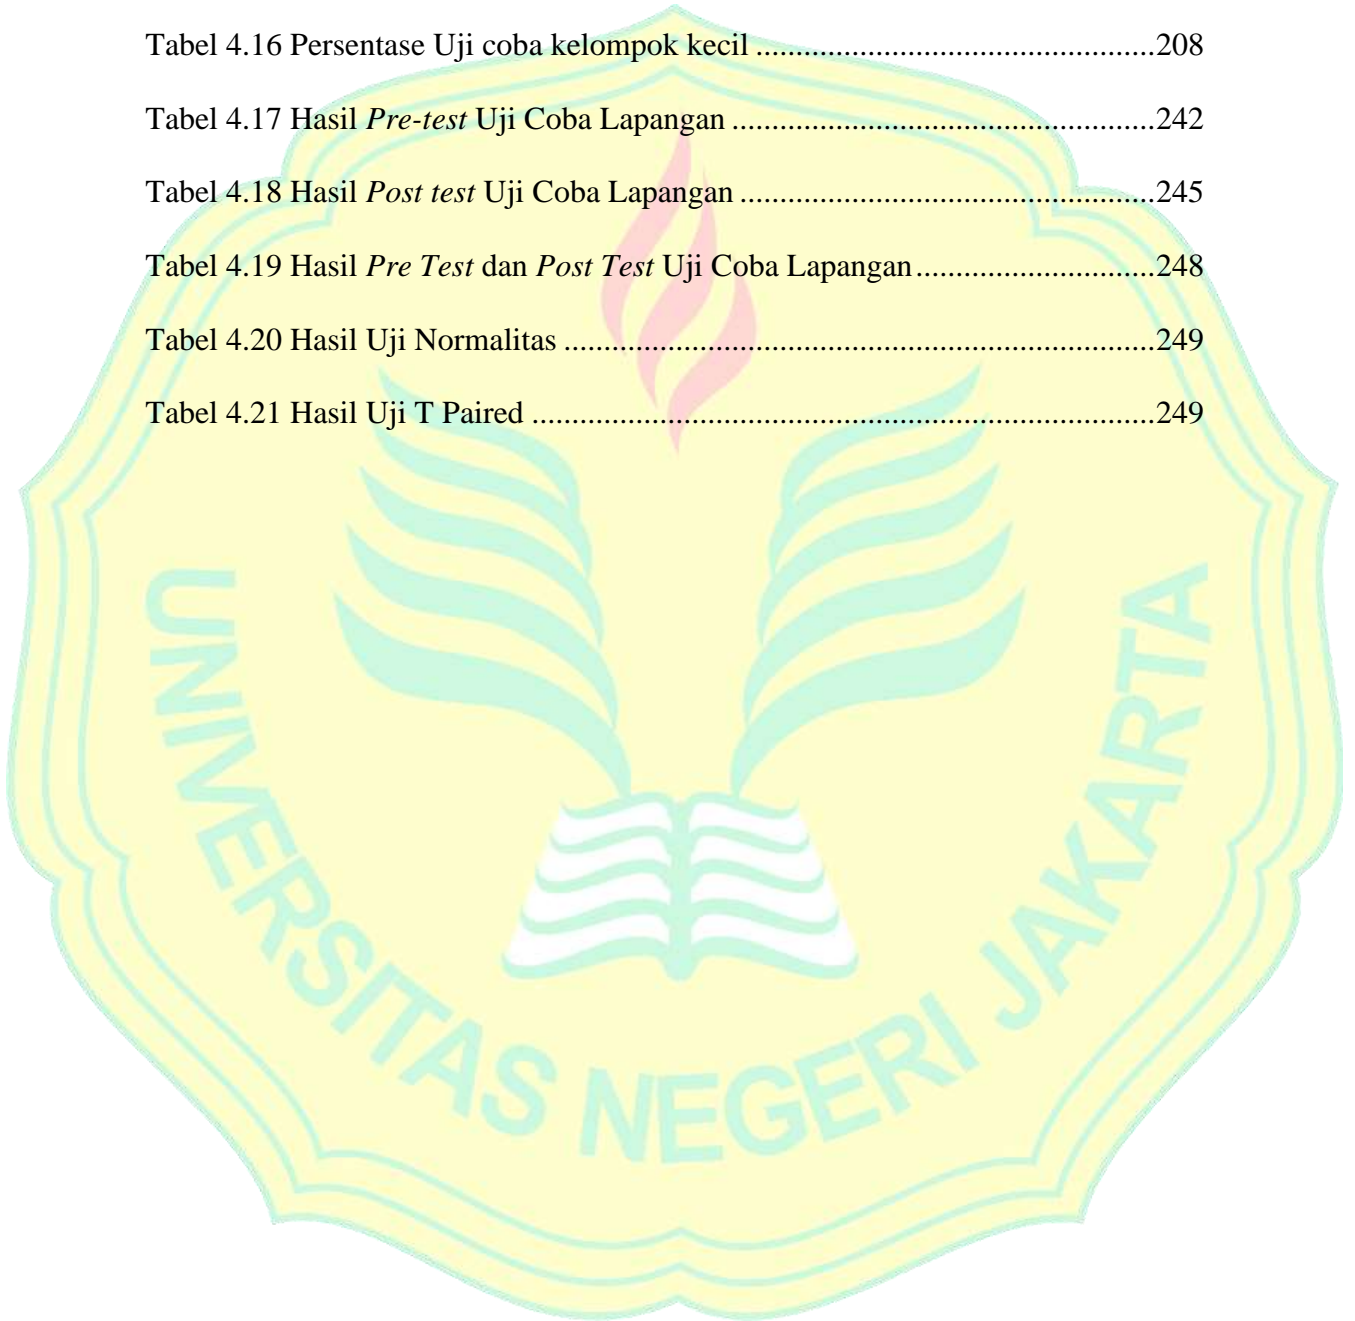 Tabel 4.16 Persentase Uji coba kelompok kecil ...................................................208
Tabel 4.17 Hasil Pre-test Uji Coba Lapangan ......................................................242
Tabel 4.18 Hasil Post test Uji Coba Lapangan .....................................................245
Tabel 4.19 Hasil Pre Test dan Post Test Uji Coba Lapangan ..............................248
Tabel 4.20 Hasil Uji Normalitas ...........................................................................249
Tabel 4.21 Hasil Uji T Paired ...............................................................................249
UNIVERSITAS NEGERI JAKARTA